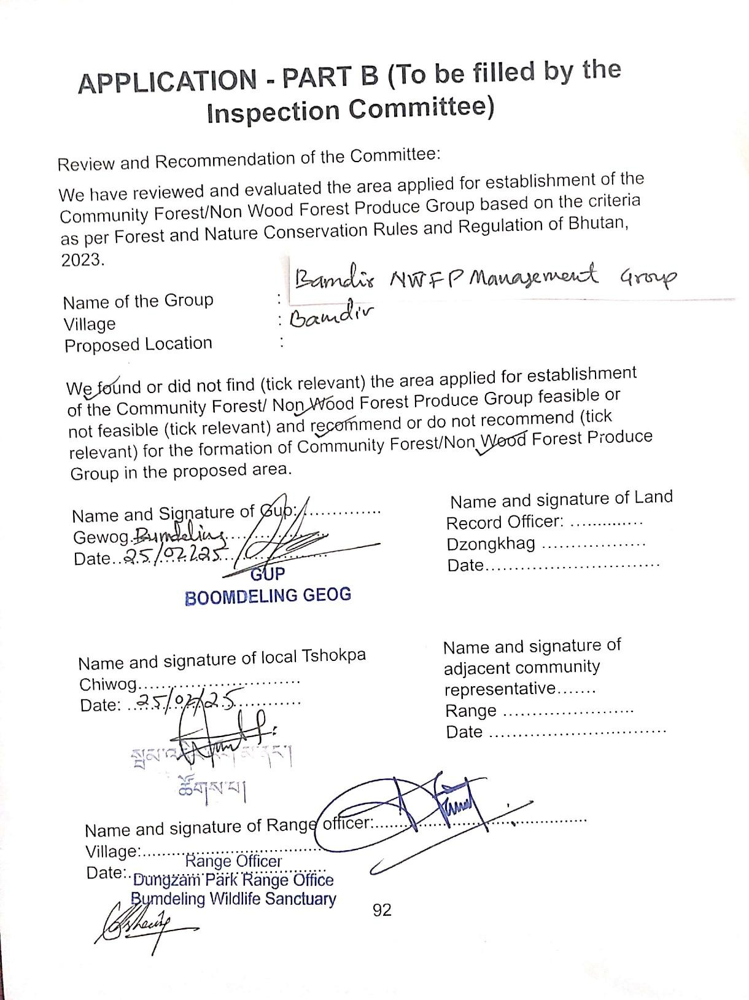 APPLICATION - PART B (To be filled by the
Inspection Committee)
Review and Recommendation of the Committee:
We have reviewed and evaluated the area applied for establishment of the
Community Forest/Non Wood Forest Produce Group based on the criteria
as per Forest and Nature Conservation Rules and Regulation of Bhutan,
2023.
Name of the Group : Bamdir NWFP Management Group
Village : Bamdir
Proposed Location :
We found or did not find (tick relevant) the area applied for establishment
of the Community Forest/ Non Wood Forest Produce Group feasible or
not feasible (tick relevant) and recommend or do not recommend (tick
relevant) for the formation of Community Forest/Non Wood Forest Produce
Group in the proposed area.
Name and Signature of Gup:..............
Gewog.Bumdeling....
Date..25/02/25...
GUP
BOOMDELING GEOG
Name and signature of Land
Record Officer: .............
Dzongkhag ..................
Date..............................
Name and signature of local Tshokpa
Chiwog............................
Date: ..25/02/25............
ཚོགས་པ།
Name and signature of
adjacent community
representative.......
Range .......................
Date ...............................
Name and signature of Range officer:....................................
Village:................................
Date:..................................
Range Officer
Dungzam Park Range Office
Bumdeling Wildlife Sanctuary
92